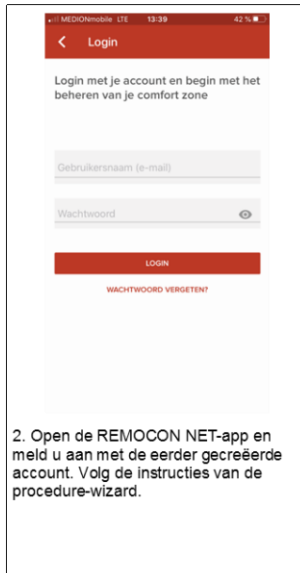 MEDIONmobile LTE 13:39 42 %
Login
Login met je account en begin met het
beheren van je comfort zone
Gebruikersnaam (e-mail)
Wachtwoord
LOGIN
WACHTWOORD VERGETEN?
2. Open de REMOCON NET-app en
meld u aan met de eerder gecreëerde
account. Volg de instructies van de
procedure-wizard.